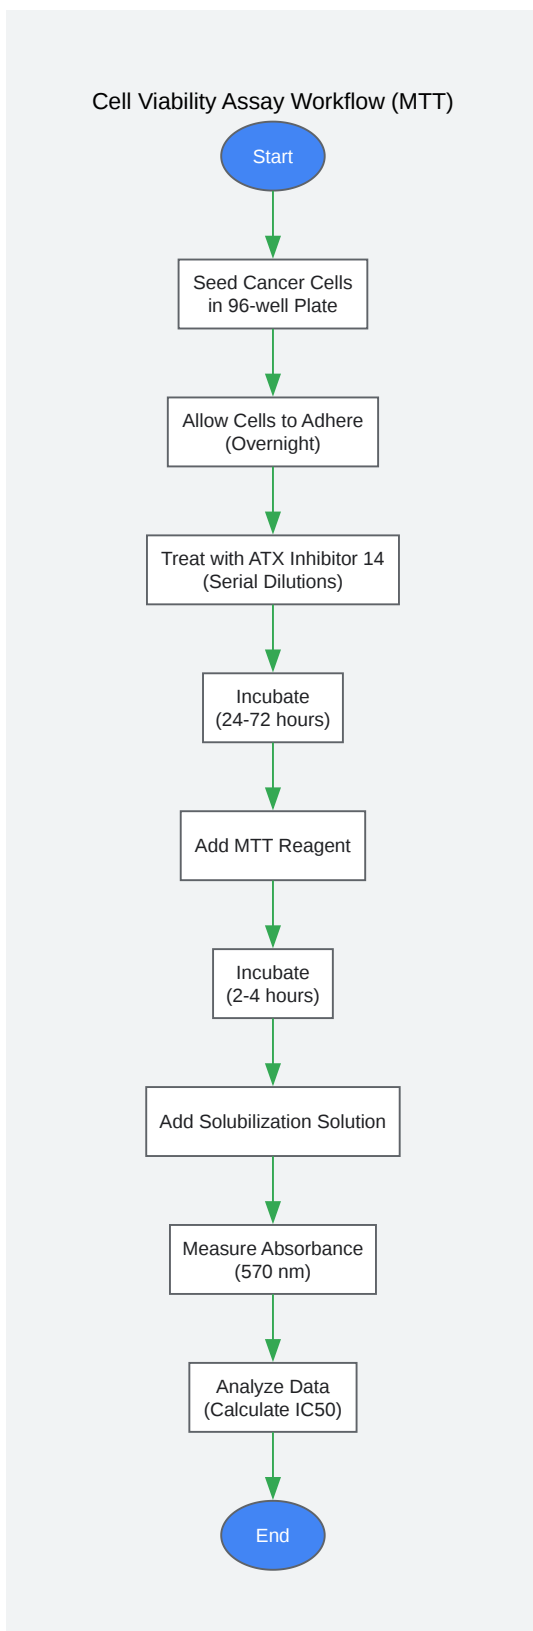 Cell Viability Assay Workflow (MTT)
Start
Seed Cancer Cells
in 96-well Plate
Allow Cells to Adhere
(Overnight)
Treat with ATX Inhibitor 14
(Serial Dilutions)
Incubate
(24-72 hours)
Add MTT Reagent
Incubate
(2-4 hours)
Add Solubilization Solution
Measure Absorbance
(570 nm)
Analyze Data
(Calculate IC50)
End